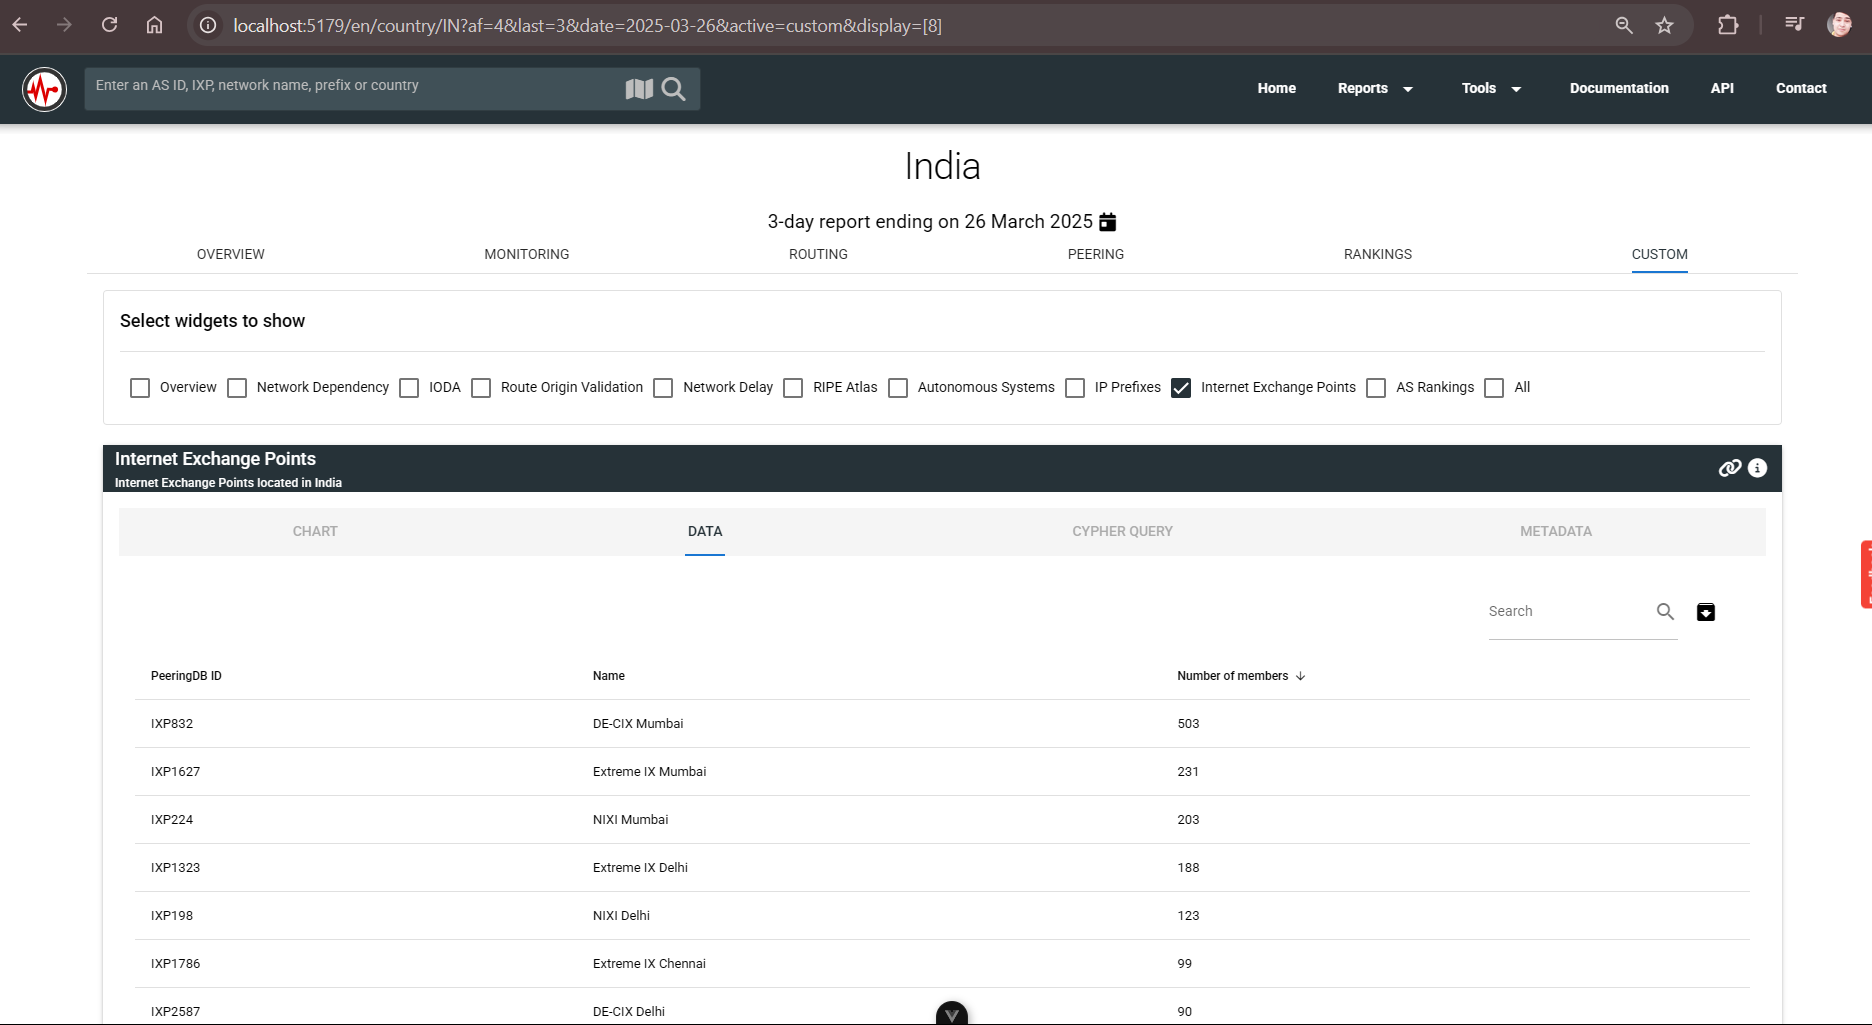 localhost:5179/en/country/IN?af=4&last=3&date=2025-03-26&active=custom&display=[8]
Enter an AS ID, IXP, network name, prefix or country
Home Reports Tools Documentation API Contact
India
3-day report ending on 26 March 2025
OVERVIEW MONITORING ROUTING PEERING RANKINGS CUSTOM
Select widgets to show
Overview Network Dependency IODA Route Origin Validation Network Delay RIPE Atlas Autonomous Systems IP Prefixes Internet Exchange Points AS Rankings All
Internet Exchange Points
Internet Exchange Points located in India
CHART DATA CYPHER QUERY METADATA
Search
PeeringDB ID Name Number of members
IXP832 DE-CIX Mumbai 503
IXP1627 Extreme IX Mumbai 231
IXP224 NIXI Mumbai 203
IXP1323 Extreme IX Delhi 188
IXP198 NIXI Delhi 123
IXP1786 Extreme IX Chennai 99
IXP2587 DE-CIX Delhi 90